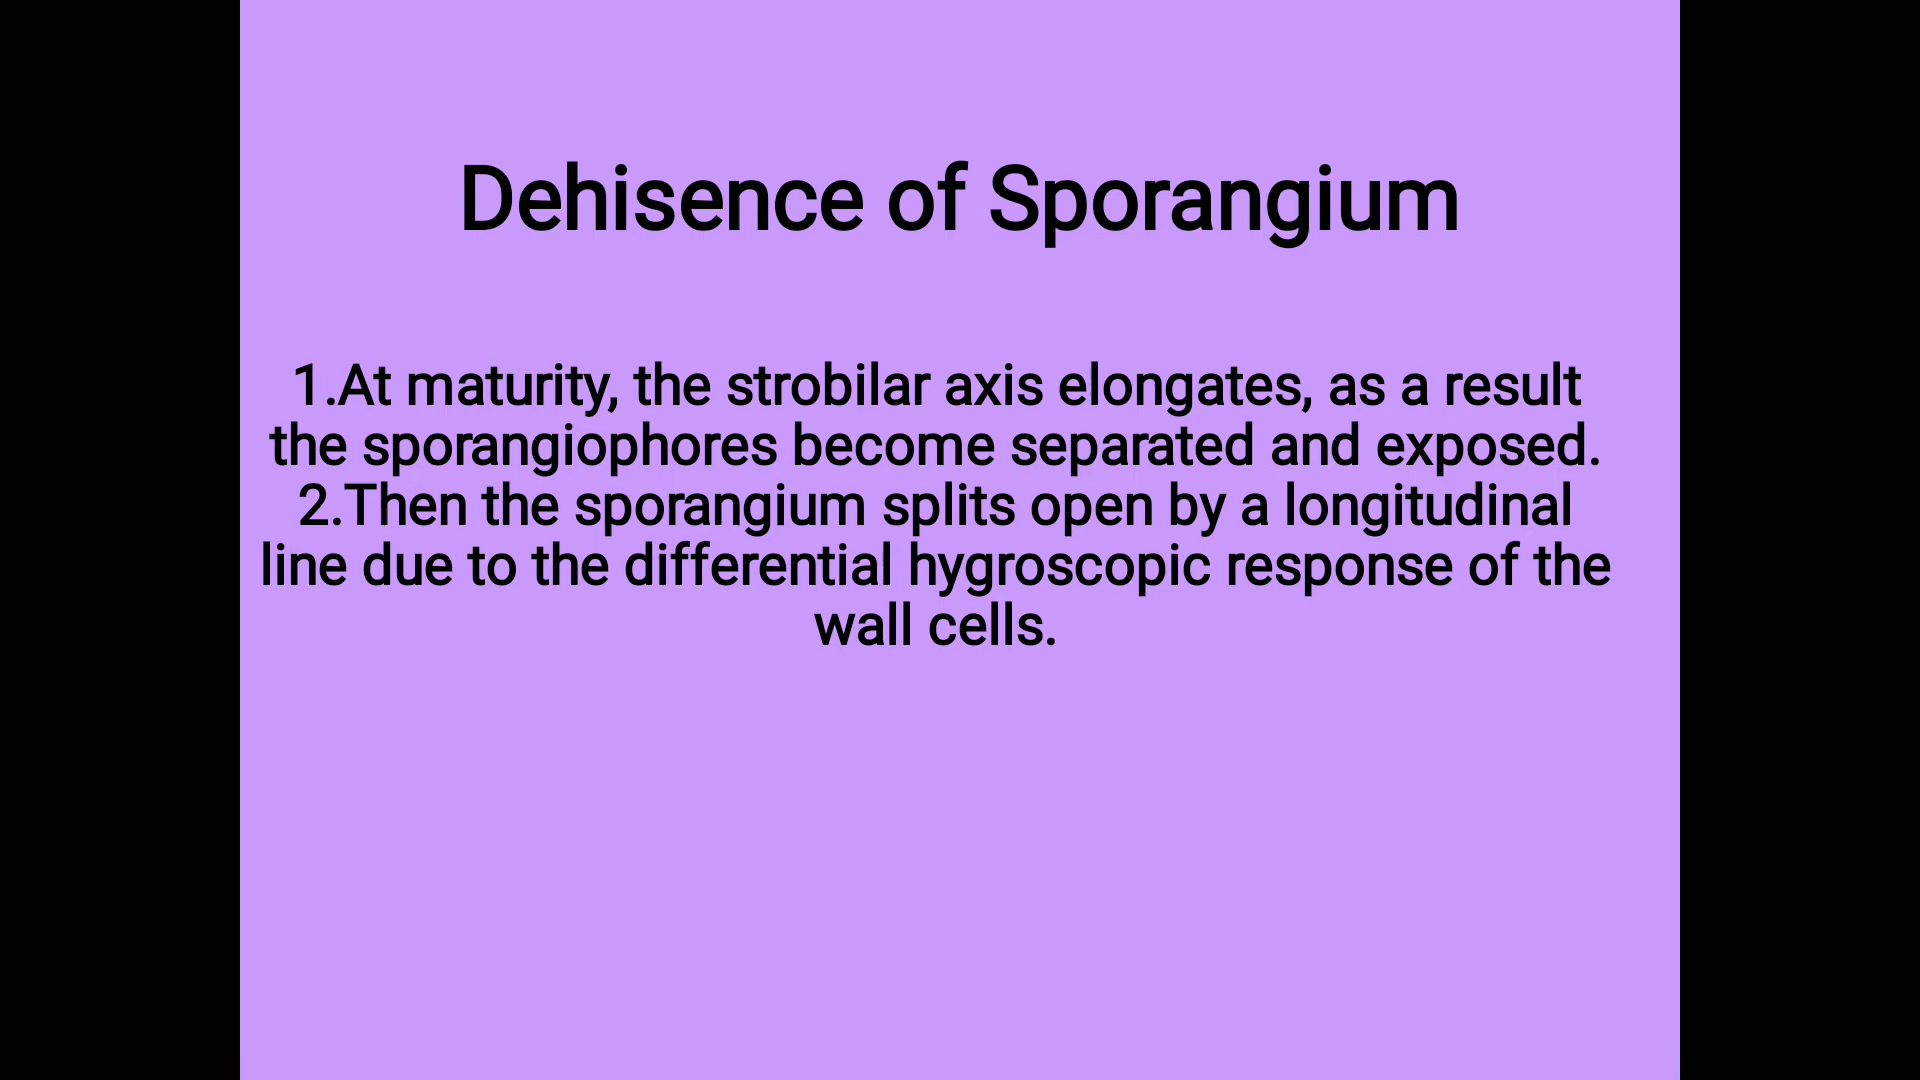 Dehisence of Sporangium
1.At maturity, the strobilar axis elongates, as a result
the sporangiophores become separated and exposed.
2.Then the sporangium splits open by a longitudinal
line due to the differential hygroscopic response of the
wall cells.